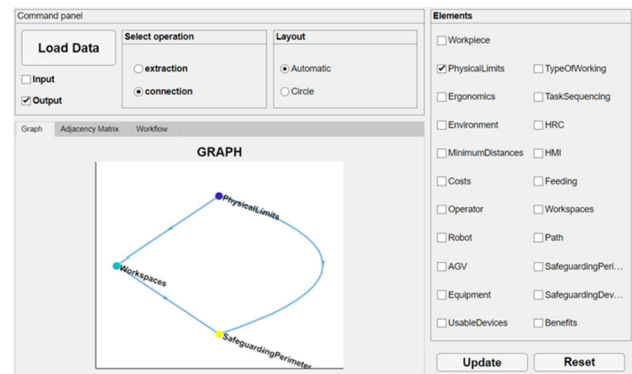 Command panel
Load Data
Input
Output
Select operation
extraction
connection
Layout
Automatic
Circle
Graph Adjacency Matrix Workflow
GRAPH
PhysicalLimits
Workspaces
SafeguardingPerimeter
Elements
Workpiece
PhysicalLimits TypeOfWorking
Ergonomics TaskSequencing
Environment HRC
MinimumDistances HMI
Costs Feeding
Operator Workspaces
Robot Path
AGV SafeguardingPeri...
Equipment SafeguardingDev...
UsableDevices Benefits
Update Reset